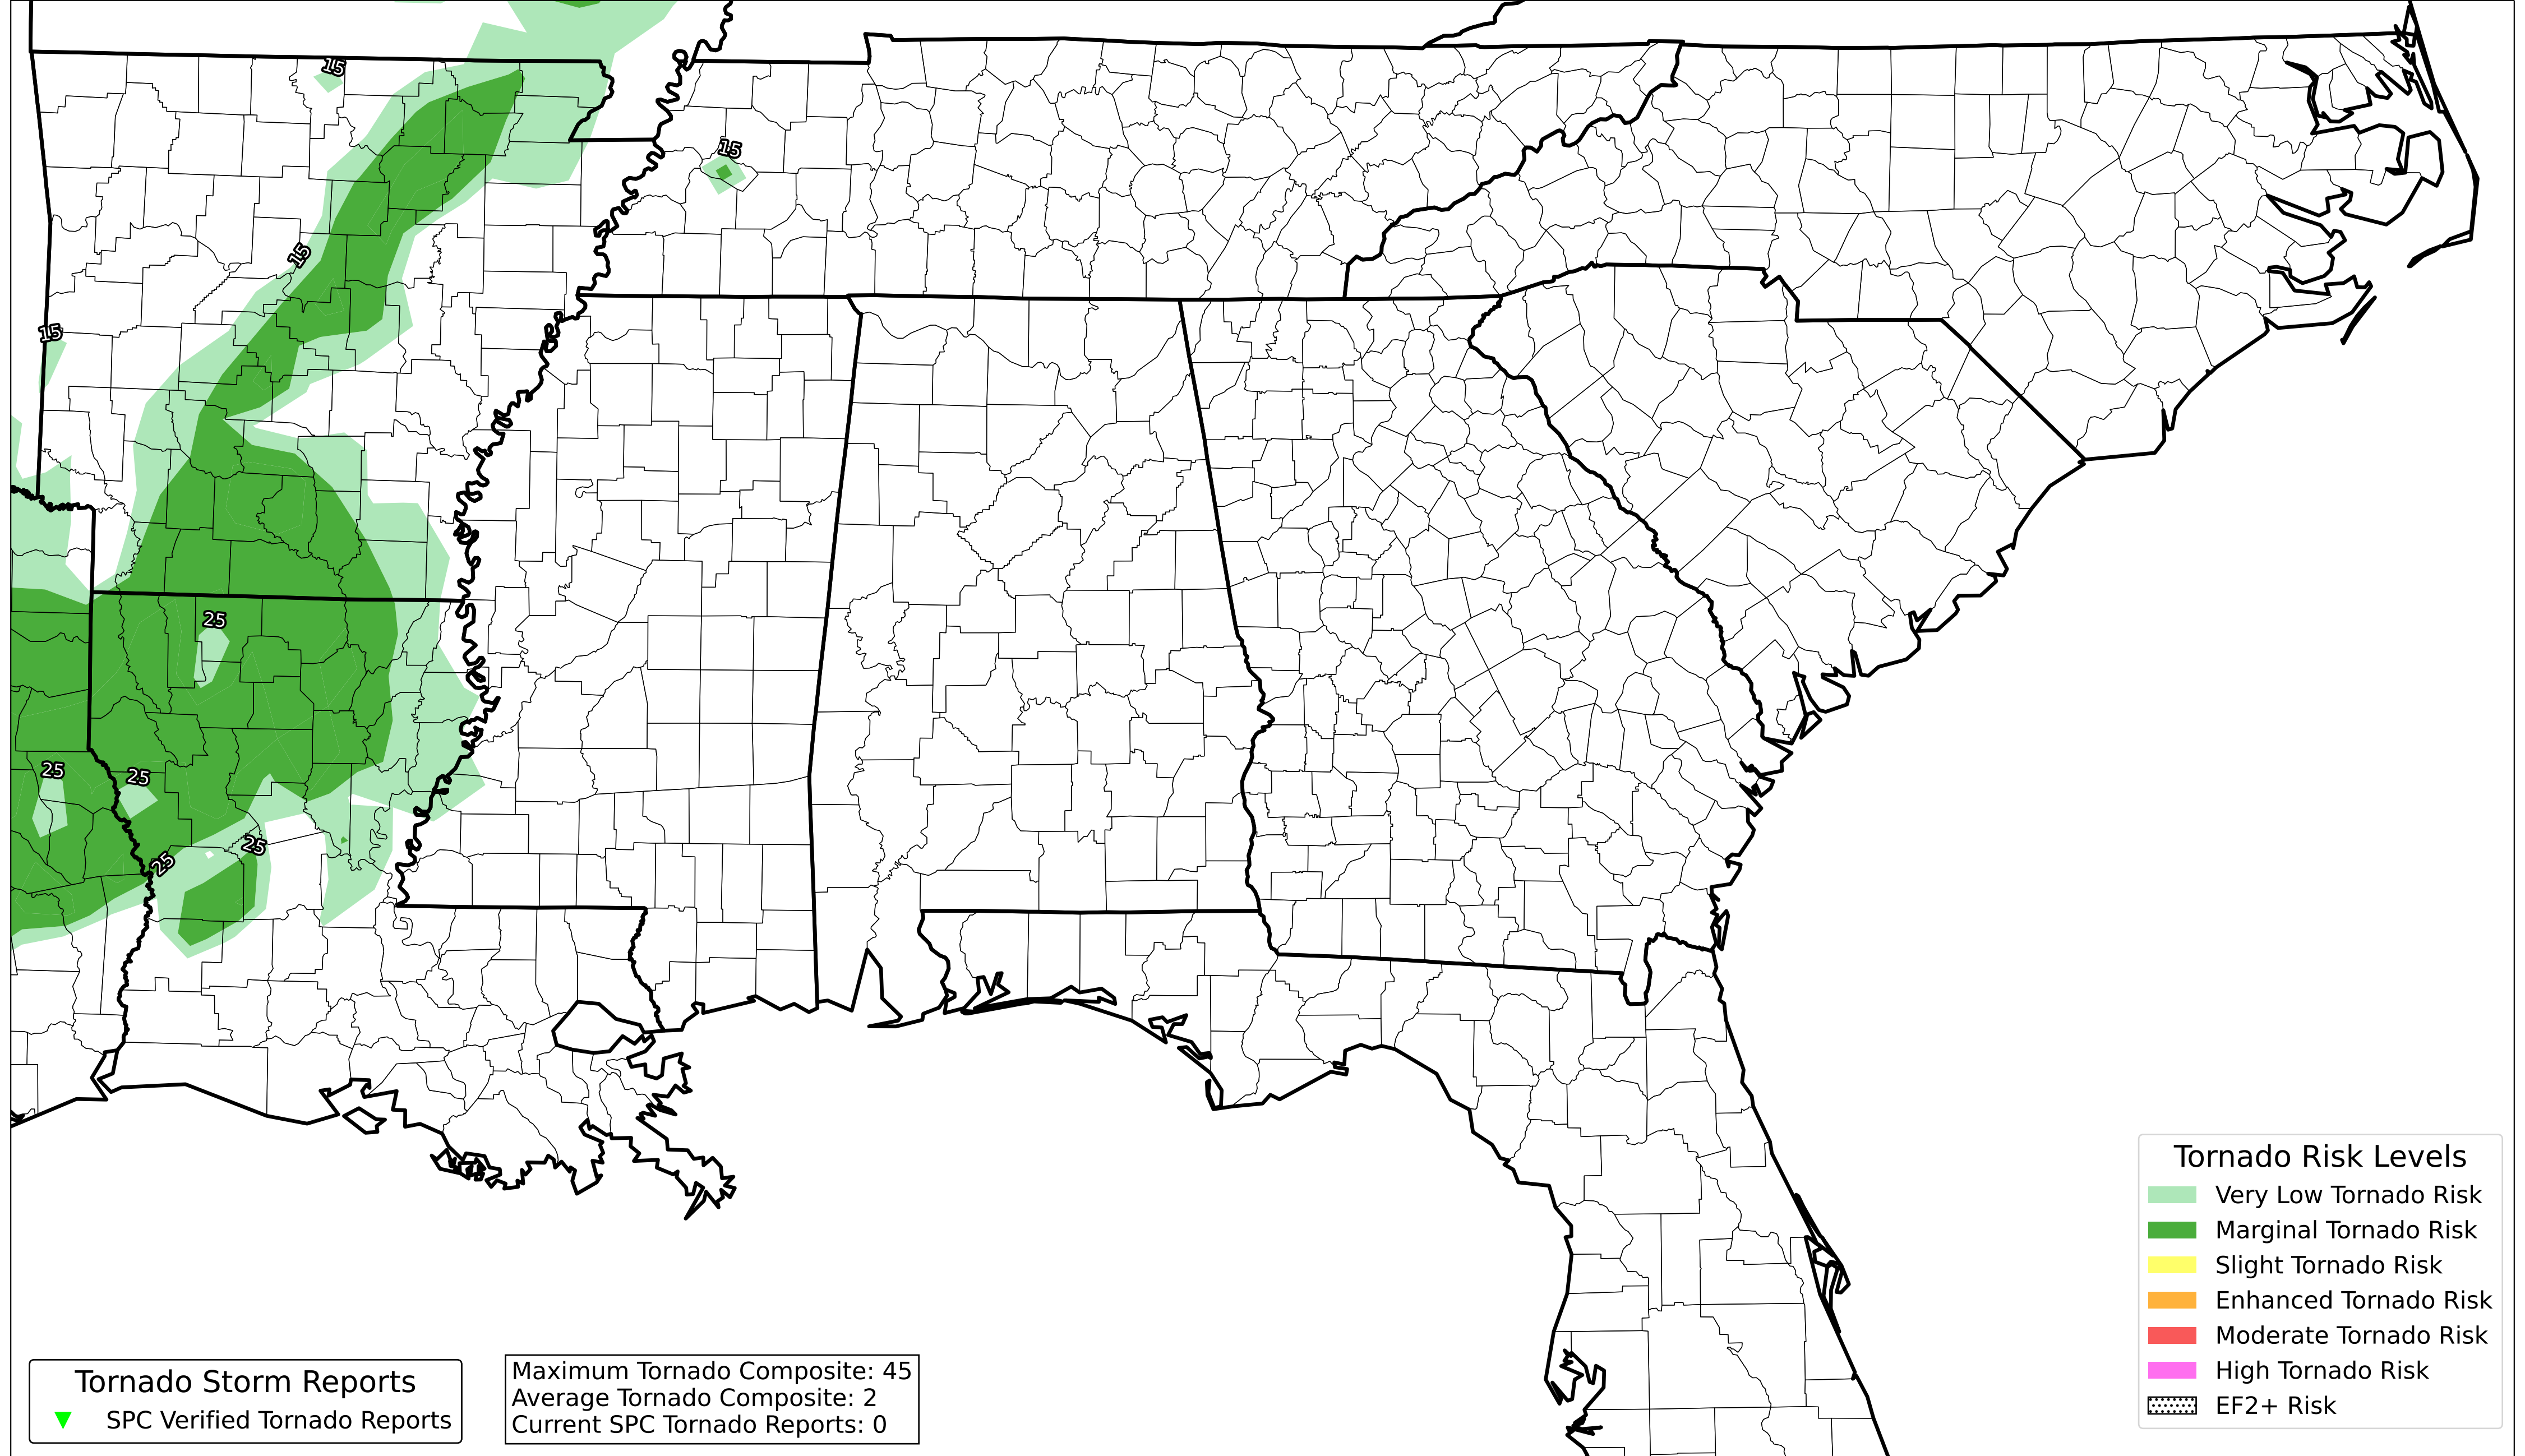 15
15
15
15
25
25
25
25
25
Tornado Risk Levels
Very Low Tornado Risk
Marginal Tornado Risk
Slight Tornado Risk
Enhanced Tornado Risk
Moderate Tornado Risk
High Tornado Risk
EF2+ Risk
Tornado Storm Reports
SPC Verified Tornado Reports
Maximum Tornado Composite: 45
Average Tornado Composite: 2
Current SPC Tornado Reports: 0